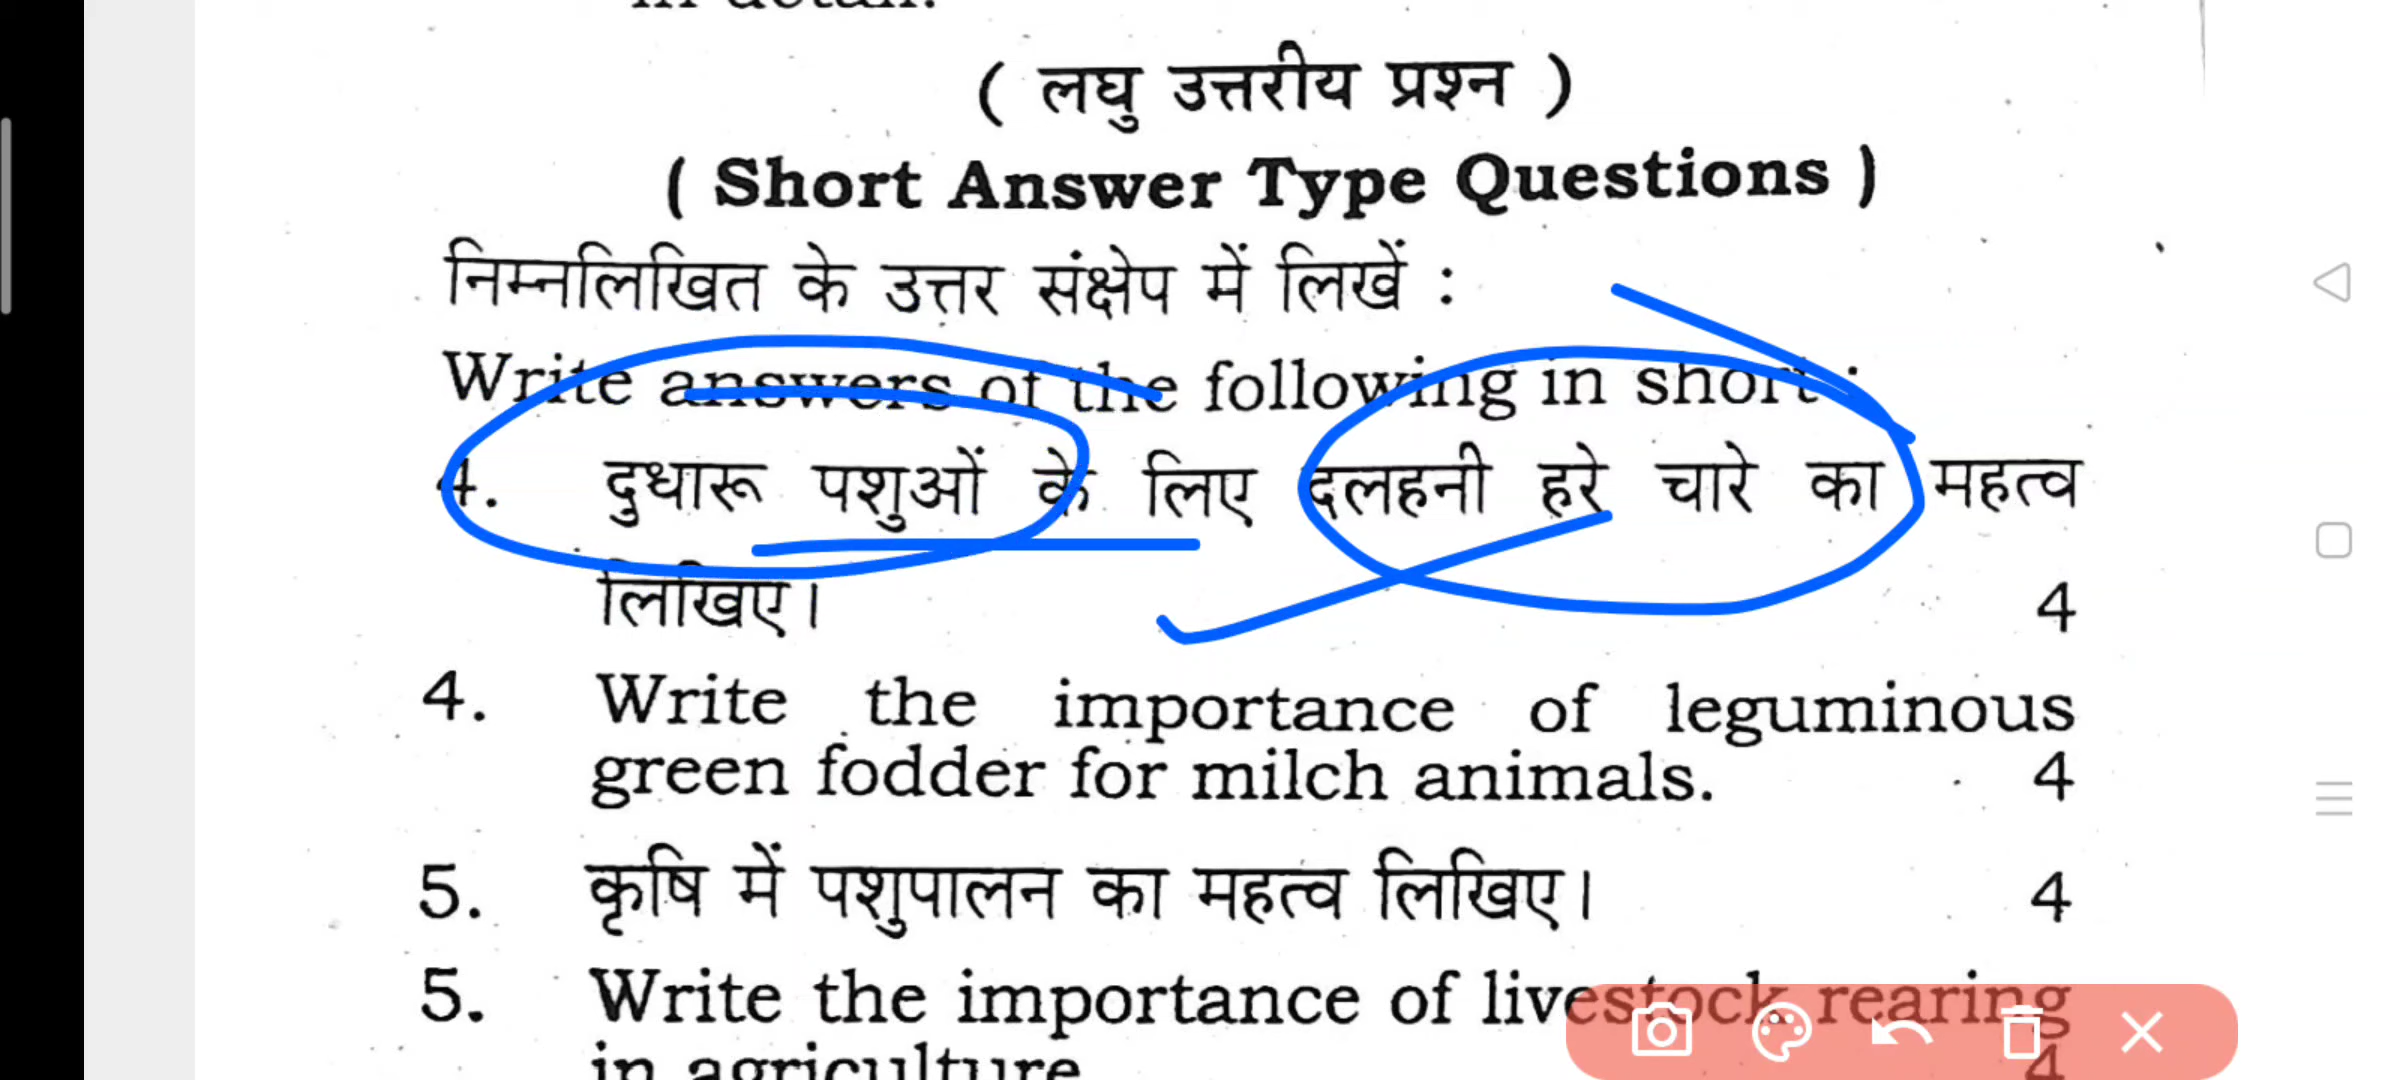 ( लघु उत्तरीय प्रश्न )
( Short Answer Type Questions )
निम्नलिखित के उत्तर संक्षेप में लिखें :
Write answers of the following in short :
4. दुधारू पशुओं के लिए दलहनी हरे चारे का महत्व
लिखिए। 4
4. Write the importance of leguminous
green fodder for milch animals. 4
5. कृषि में पशुपालन का महत्व लिखिए। 4
5. Write the importance of livestock rearing
in agriculture 4